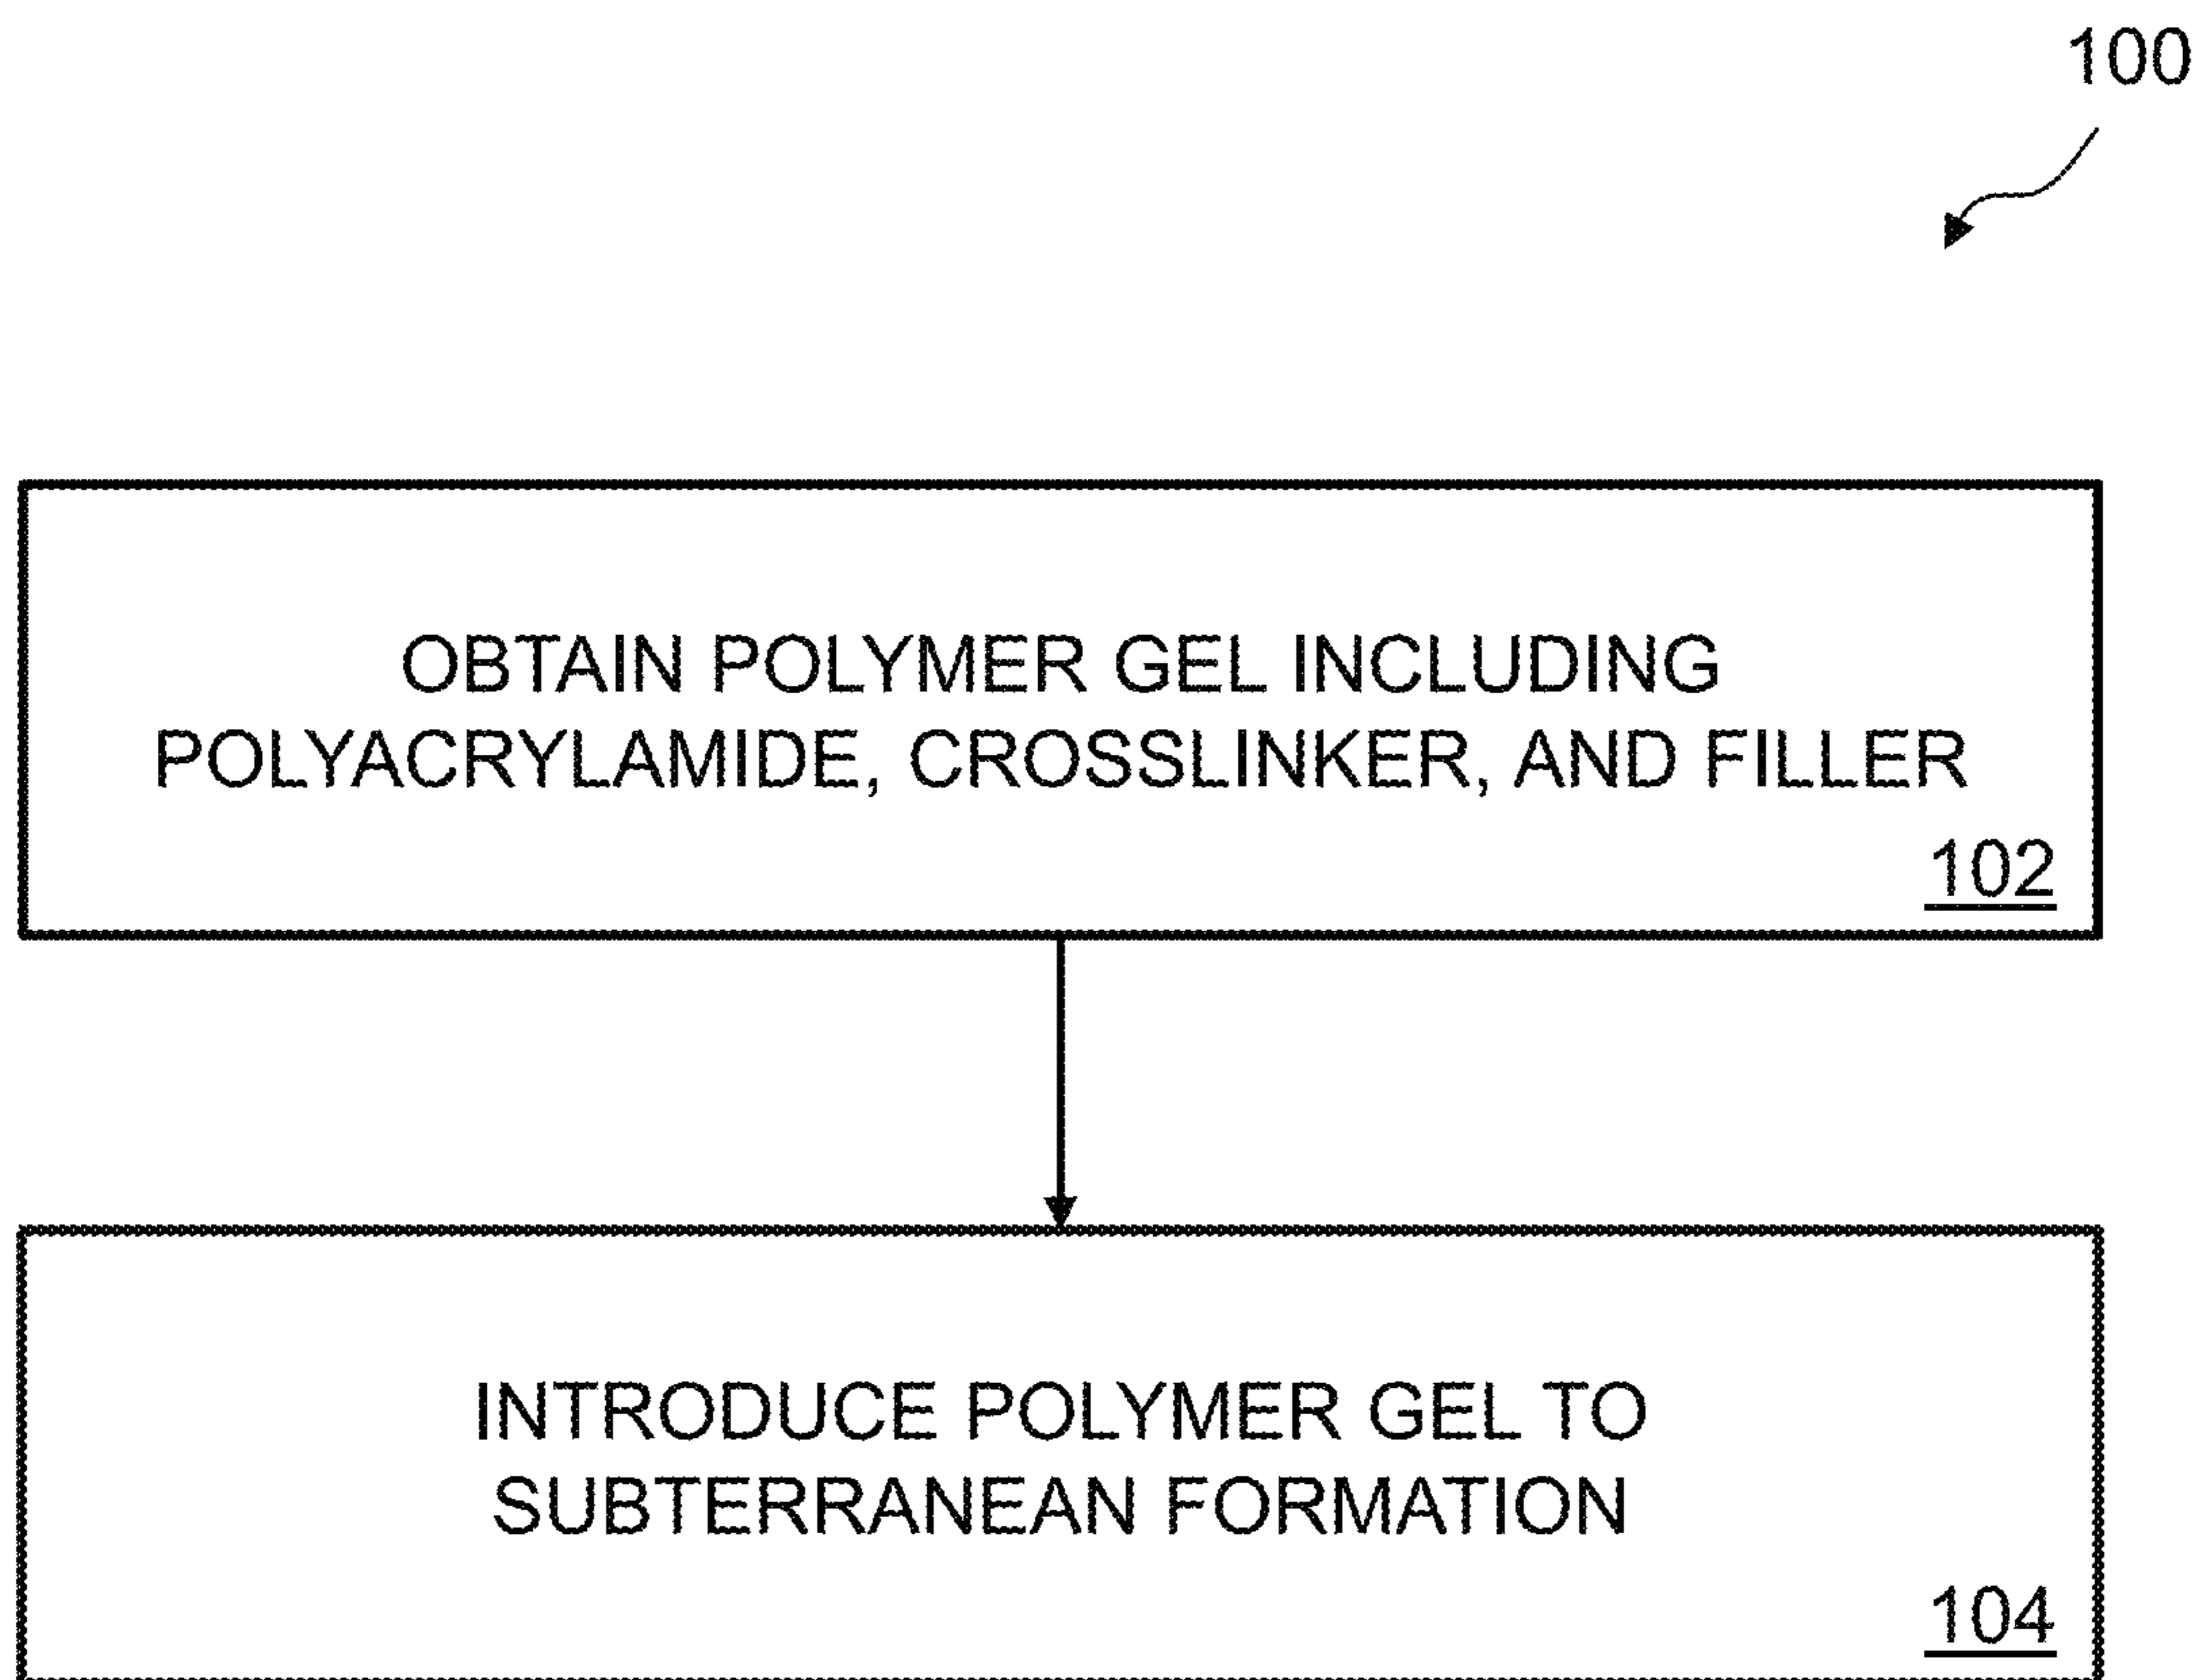 100
OBTAIN POLYMER GEL INCLUDING
POLYACRYLAMIDE, CROSSLINKER, AND FILLER
102
INTRODUCE POLYMER GEL TO
SUBTERRANEAN FORMATION
104